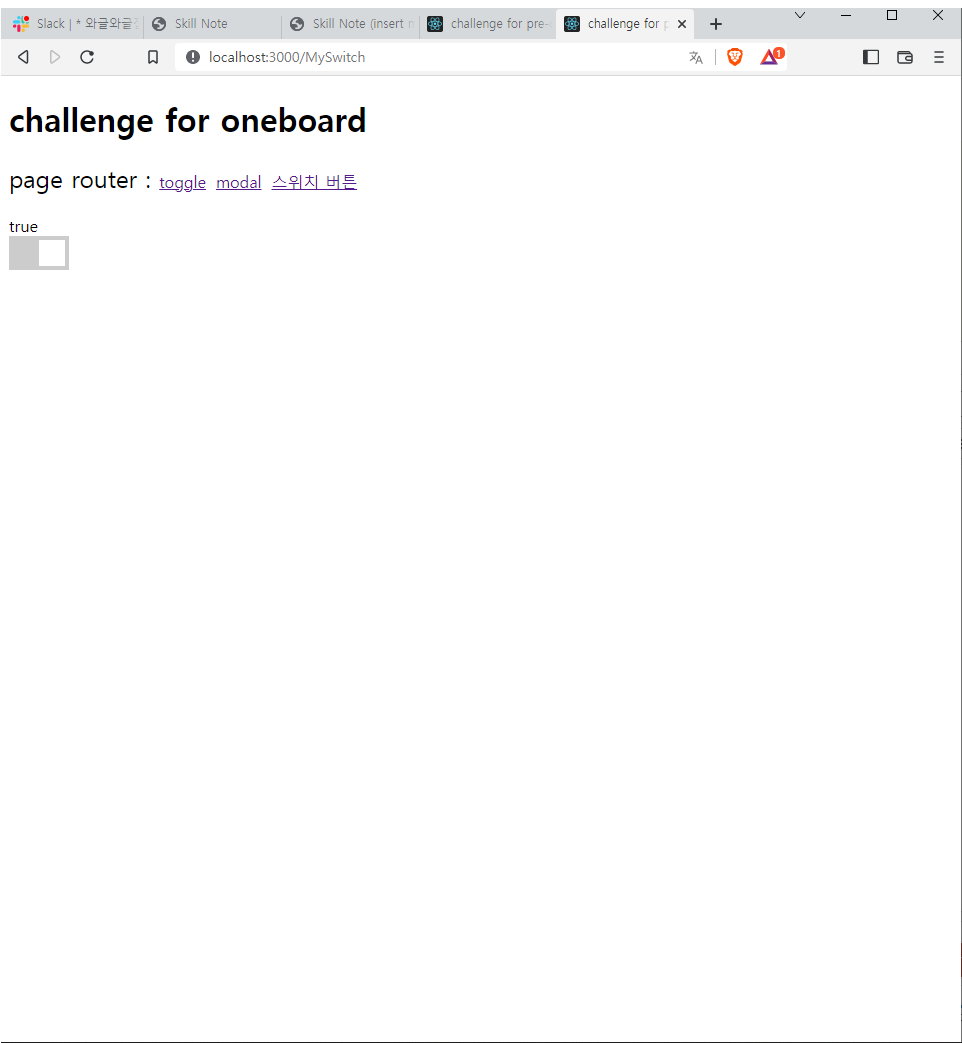 Slack | * 와글와글
Skill Note
Skill Note (insert n
challenge for pre-
challenge for p
localhost:3000/MySwitch
1
challenge for oneboard
page router : toggle modal 스위치 버튼
true